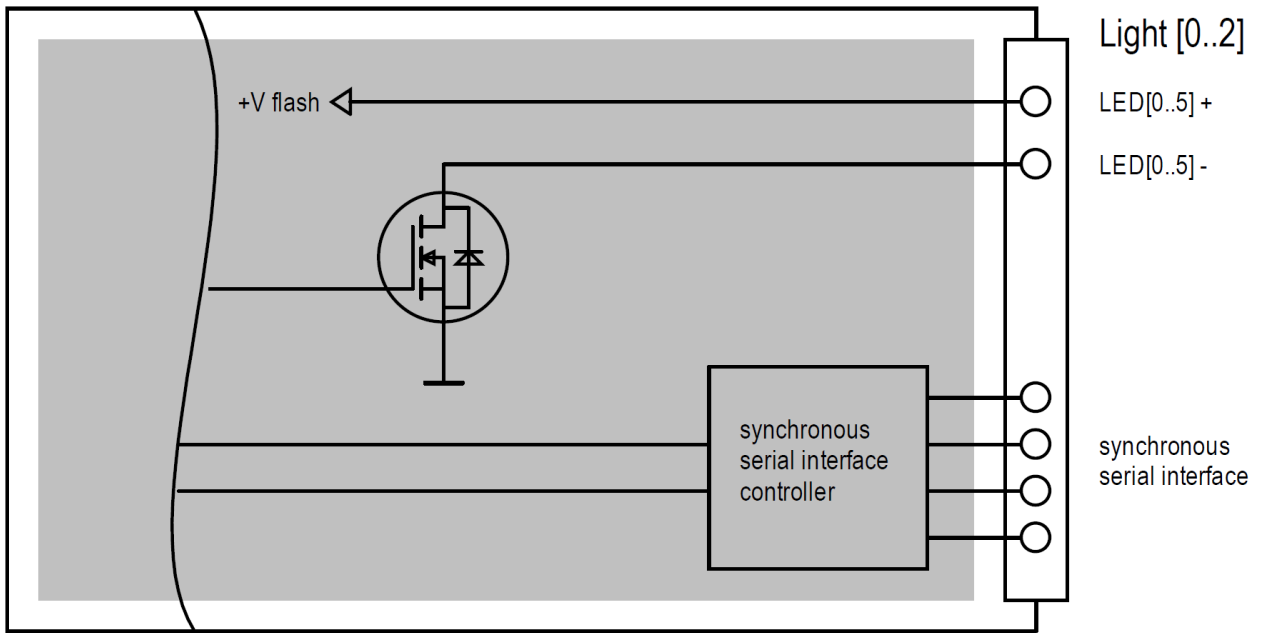 Light [0..2]
+V flash
LED[0..5] +
LED[0..5] -
synchronous
serial interface
controller
synchronous
serial interface